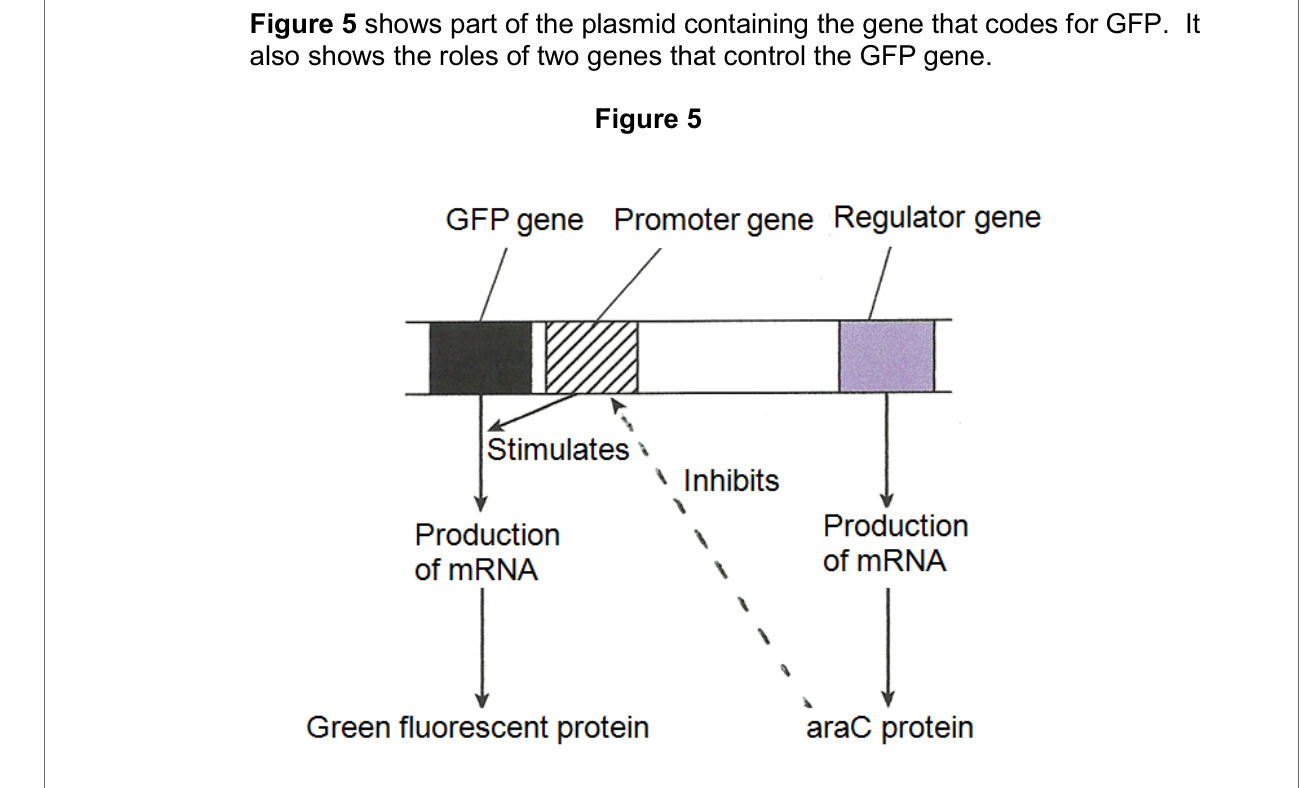 Figure 5 shows part of the plasmid containing the gene that codes for GFP. It
also shows the roles of two genes that control the GFP gene.
Figure 5
GFP gene
Promoter gene
Regulator gene
Stimulates
Inhibits
Production
of mRNA
Production
of mRNA
Green fluorescent protein
araC protein